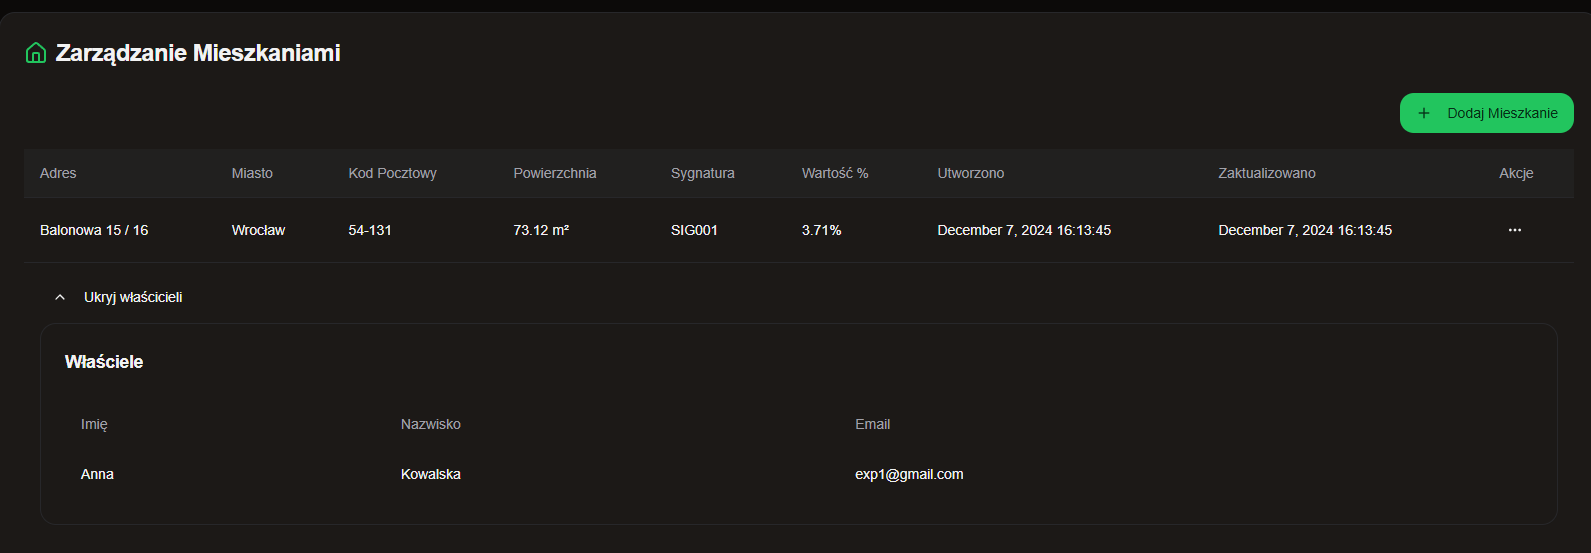 Zarządzanie Mieszkaniami
+ Dodaj Mieszkanie
Adres Miasto Kod Pocztowy Powierzchnia Sygnatura Wartość % Utworzono Zaktualizowano Akcje
Balonowa 15 / 16 Wrocław 54-131 73.12 m² SIG001 3.71% December 7, 2024 16:13:45 December 7, 2024 16:13:45 ···
Ukryj właścicieli
Właściele
Imię Nazwisko Email
Anna Kowalska exp1@gmail.com